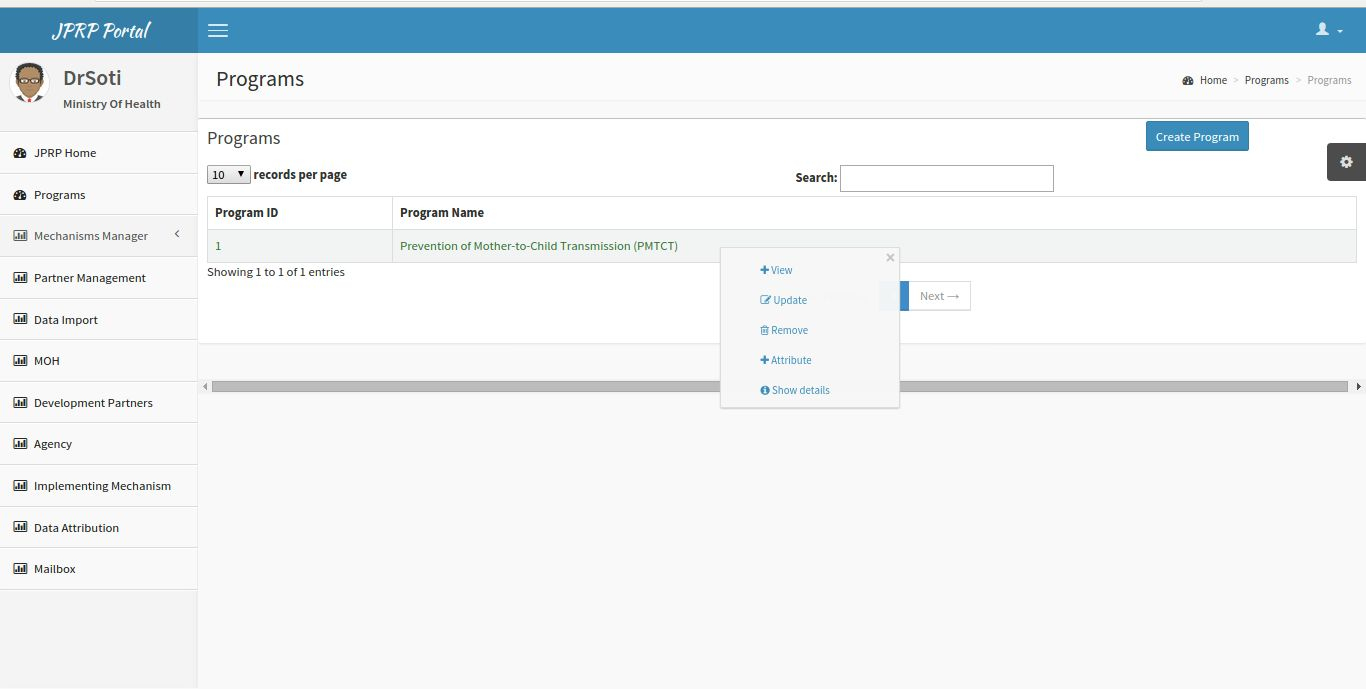 JPRP Portal
DrSoti
Ministry Of Health
JPRP Home
Programs
Mechanisms Manager
Partner Management
Data Import
MOH
Development Partners
Agency
Implementing Mechanism
Data Attribution
Mailbox
Programs
Home > Programs > Programs
Programs
Create Program
10 records per page
Search:
Program ID Program Name
1 Prevention of Mother-to-Child Transmission (PMTCT)
Showing 1 to 1 of 1 entries
Next →
×
View
Update
Remove
Attribute
Show details